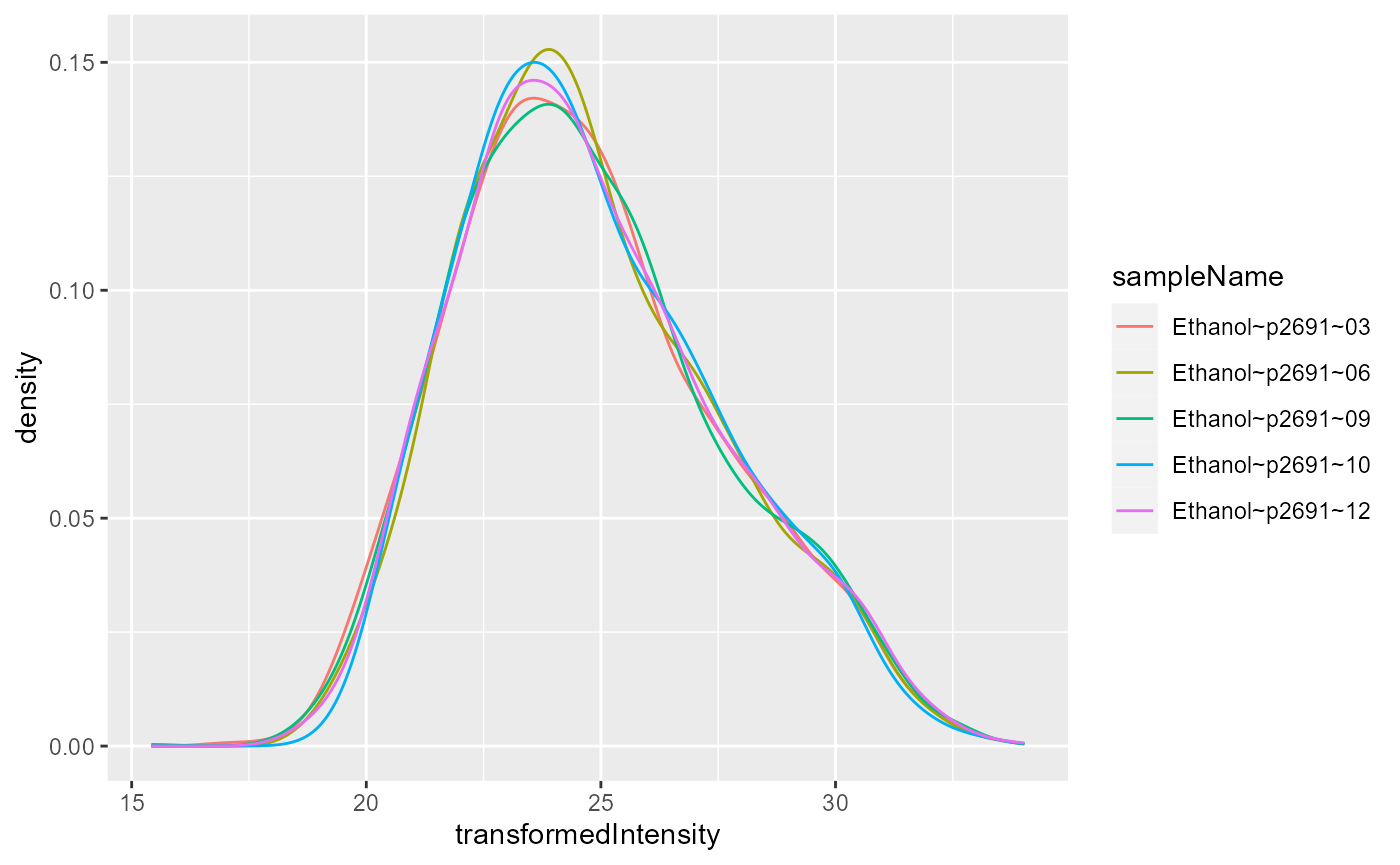 density
0.15
0.10
0.05
0.00
15
20
25
30
transformedIntensity
sampleName
Ethanol~p2691~03
Ethanol~p2691~06
Ethanol~p2691~09
Ethanol~p2691~10
Ethanol~p2691~12